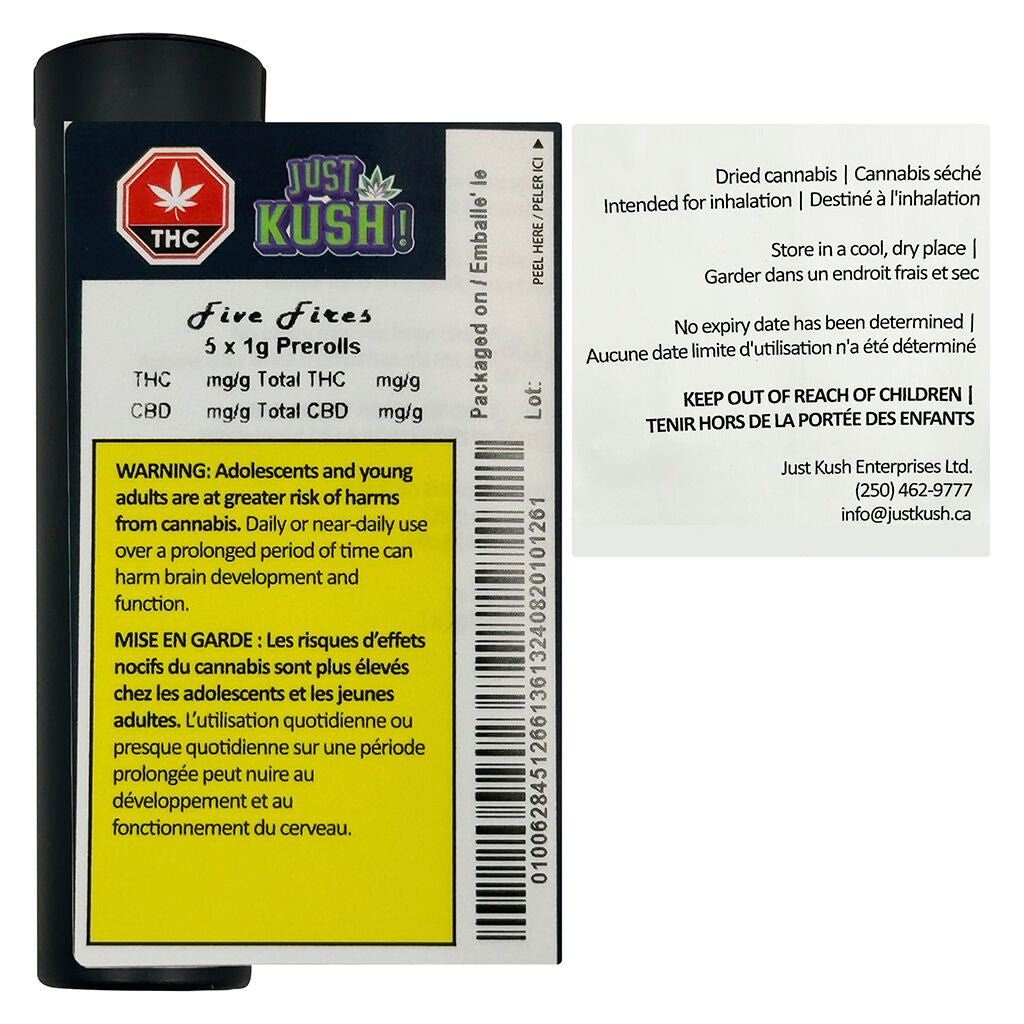 THC
JUST
KUSH!
Five Fires
5 x 1g Prerolls
THC mg/g Total THC mg/g
CBD mg/g Total CBD mg/g
WARNING: Adolescents and young
adults are at greater risk of harms
from cannabis. Daily or near-daily use
over a prolonged period of time can
harm brain development and
function.
MISE EN GARDE : Les risques d'effets
nocifs du cannabis sont plus élevés
chez les adolescents et les jeunes
adultes. L'utilisation quotidienne ou
presque quotidienne sur une période
prolongée peut nuire au
développement et au
fonctionnement du cerveau.
Packaged on / Emballe' le
Lot:
PEEL HERE / PELER ICI ▶
010062845126613613240820101261
Dried cannabis | Cannabis séché
Intended for inhalation | Destiné à l'inhalation
Store in a cool, dry place |
Garder dans un endroit frais et sec
No expiry date has been determined |
Aucune date limite d'utilisation n'a été déterminé
KEEP OUT OF REACH OF CHILDREN |
TENIR HORS DE LA PORTÉE DES ENFANTS
Just Kush Enterprises Ltd.
(250) 462-9777
info@justkush.ca